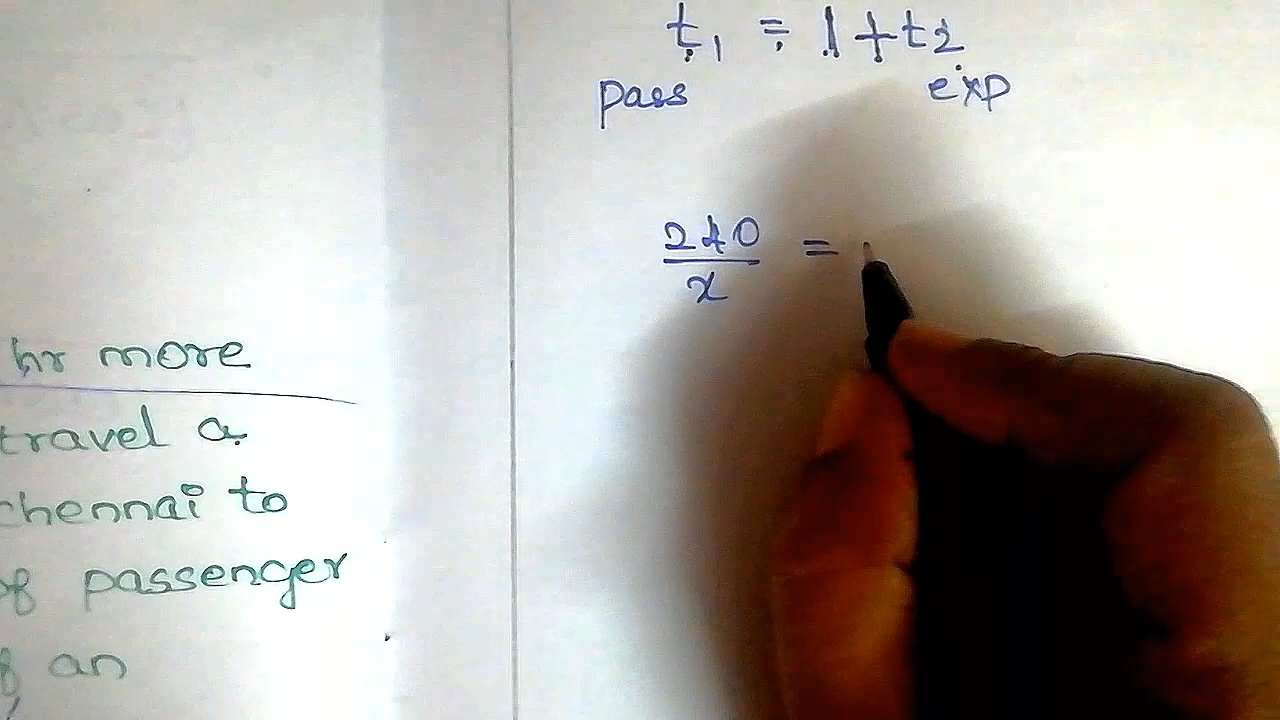 hr more
travel a
chennai to
passenger
an
t₁ = 1 + t₂
pass exp
240/x =